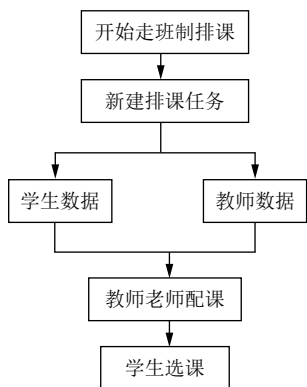 开始走班制排课
新建排课任务
学生数据
教师数据
教师老师配课
学生选课